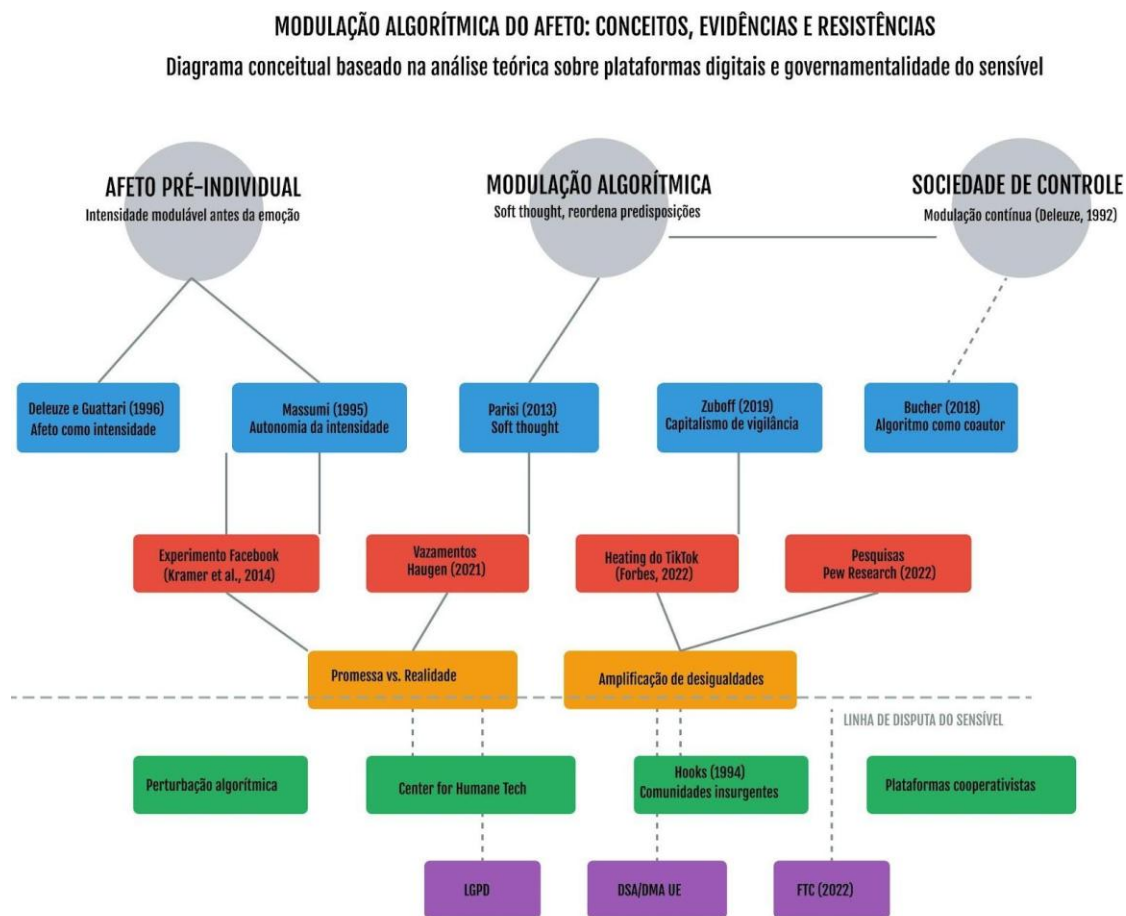 MODULAÇÃO ALGORÍTMICA DO AFETO: CONCEITOS, EVIDÊNCIAS E RESISTÊNCIAS
Diagrama conceitual baseado na análise teórica sobre plataformas digitais e governamentalidade do sensível
AFETO PRÉ-INDIVIDUAL
Intensidade modulável antes da emoção
MODULAÇÃO ALGORÍTMICA
Soft thought, reordena predisposições
SOCIEDADE DE CONTROLE
Modulação contínua (Deleuze, 1992)
Deleuze e Guattari (1996)
Afeto como intensidade
Massumi (1995)
Autonomia da intensidade
Parisi (2013)
Soft thought
Zuboff (2019)
Capitalismo de vigilância
Bucher (2018)
Algoritmo como coautor
Experimento Facebook
(Kramer et al., 2014)
Vazamentos
Haugen (2021)
Heating do TikTok
(Forbes, 2022)
Pesquisas
Pew Research (2022)
Promessa vs. Realidade
Amplificação de desigualdades
LINHA DE DISPUTA DO SENSÍVEL
Perturbação algorítmica
Center for Humane Tech
Hooks (1994)
Comunidades insurgentes
Plataformas cooperativistas
LGPD
DSA/DMA UE
FTC (2022)